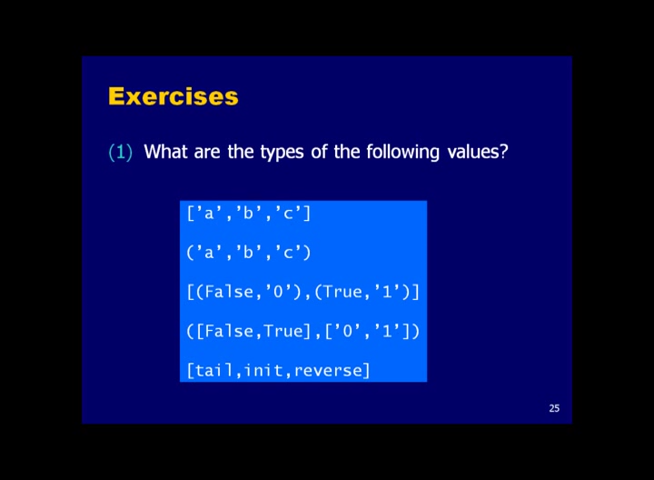 Exercises
(1) What are the types of the following values?
[’a’,’b’,’c’]
(’a’,’b’,’c’)
[(False,’0’),(True,’1’)]
([False,True],[’0’,’1’])
[tail,init,reverse]
25